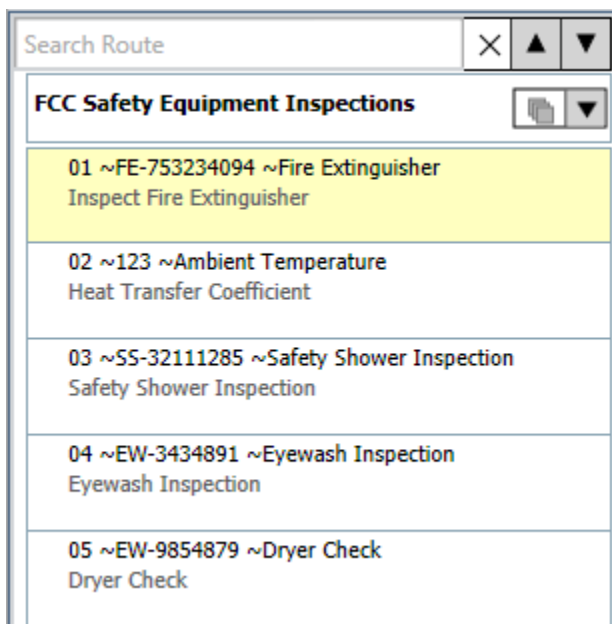 Search Route
FCC Safety Equipment Inspections
01 ~FE-753234094 ~Fire Extinguisher
Inspect Fire Extinguisher
02 ~123 ~Ambient Temperature
Heat Transfer Coefficient
03 ~SS-32111285 ~Safety Shower Inspection
Safety Shower Inspection
04 ~EW-3434891 ~Eyewash Inspection
Eyewash Inspection
05 ~EW-9854879 ~Dryer Check
Dryer Check